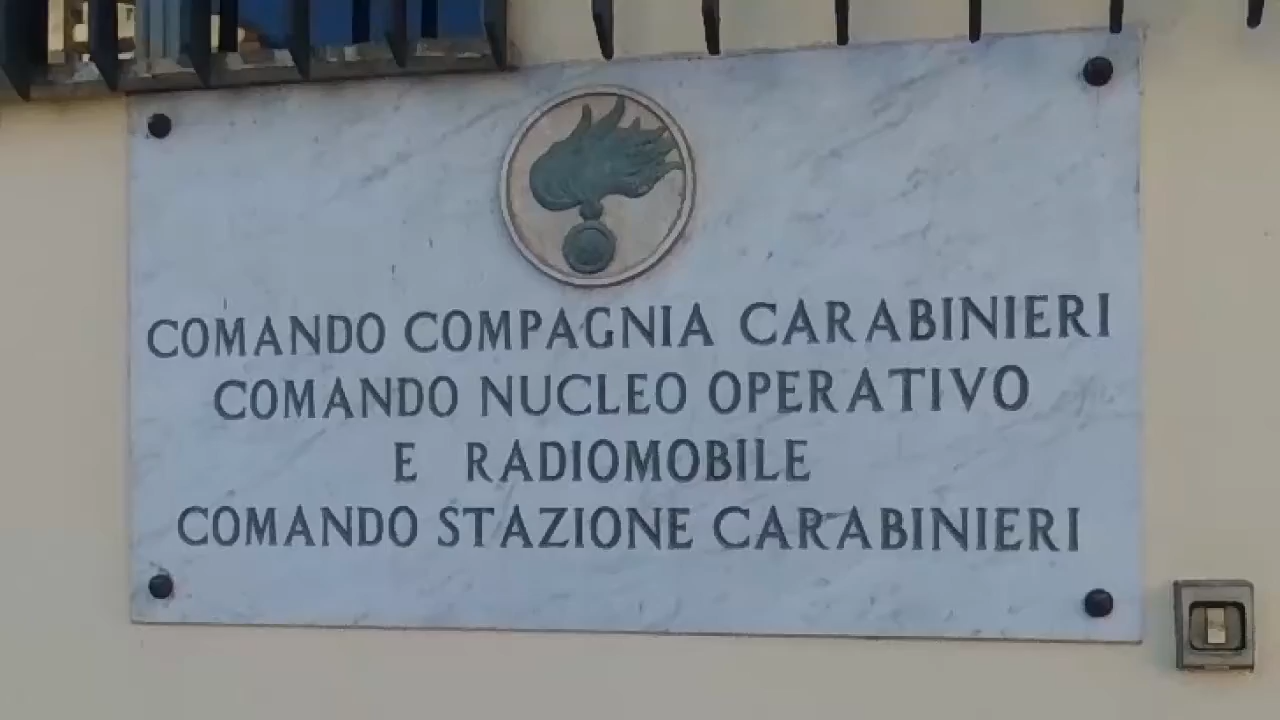 COMANDO COMPAGNIA CARABINIERI
COMANDO NUCLEO OPERATIVO
E RADIOMOBILE
COMANDO STAZIONE CARABINIERI